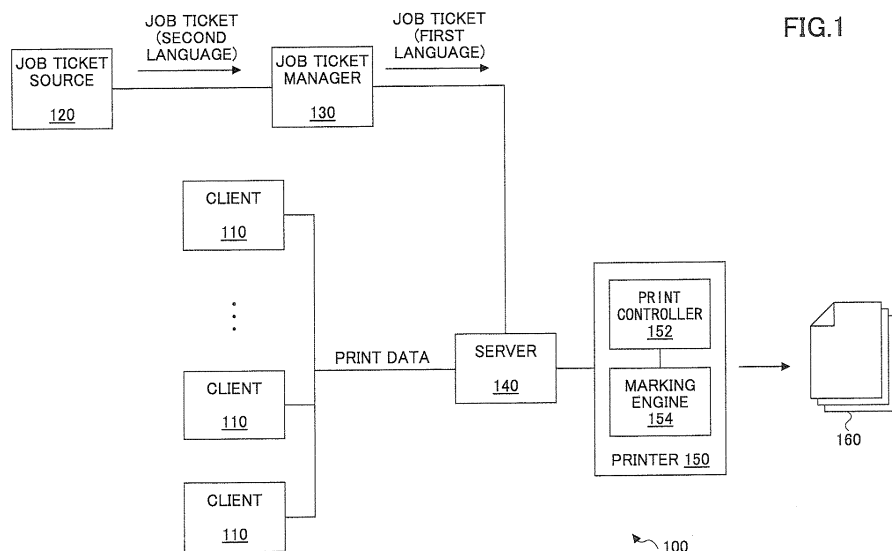 FIG.1
JOB TICKET
(SECOND
LANGUAGE)
JOB TICKET
(FIRST
LANGUAGE)
JOB TICKET
SOURCE
120
JOB TICKET
MANAGER
130
CLIENT
110
CLIENT
110
CLIENT
110
PRINT DATA
SERVER
140
PRINT
CONTROLLER
152
MARKING
ENGINE
154
PRINTER 150
160
100